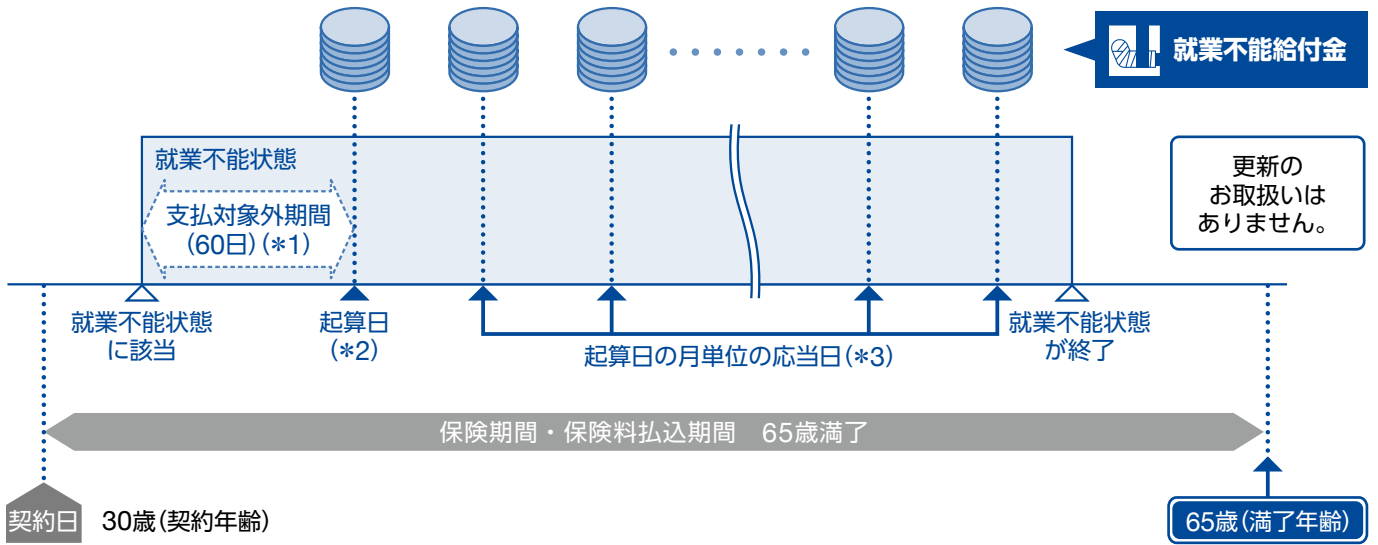 就業不能給付金
就業不能状態
支払対象外期間
(60日)(*1)
更新の
お取扱いは
ありません。
就業不能状態
に該当
起算日
(*2)
起算日の月単位の応当日(*3)
就業不能状態
が終了
保険期間・保険料払込期間 65歳満了
契約日 30歳(契約年齢)
65歳(満了年齢)